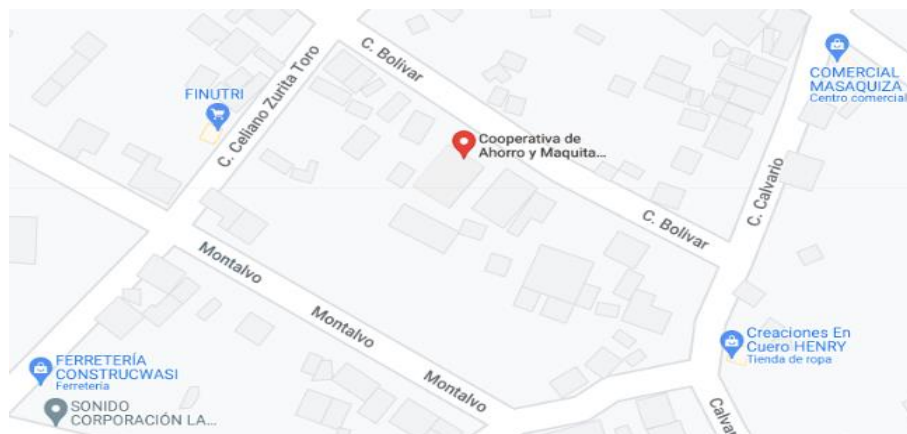 C. Bolivar
COMERCIAL
MASAQUIZA
Centro comercial
FINUTRI
C. Celiano Zurita Toro
Cooperativa de
Ahorro y Maquita...
C. Calvario
C. Bolivar
Montalvo
Montalvo
Creaciones En
Cuero HENRY
Tienda de ropa
FERRETERÍA
CONSTRUCWASI
Ferretería
Montalvo
SONIDO
CORPORACIÓN LA...
Calva